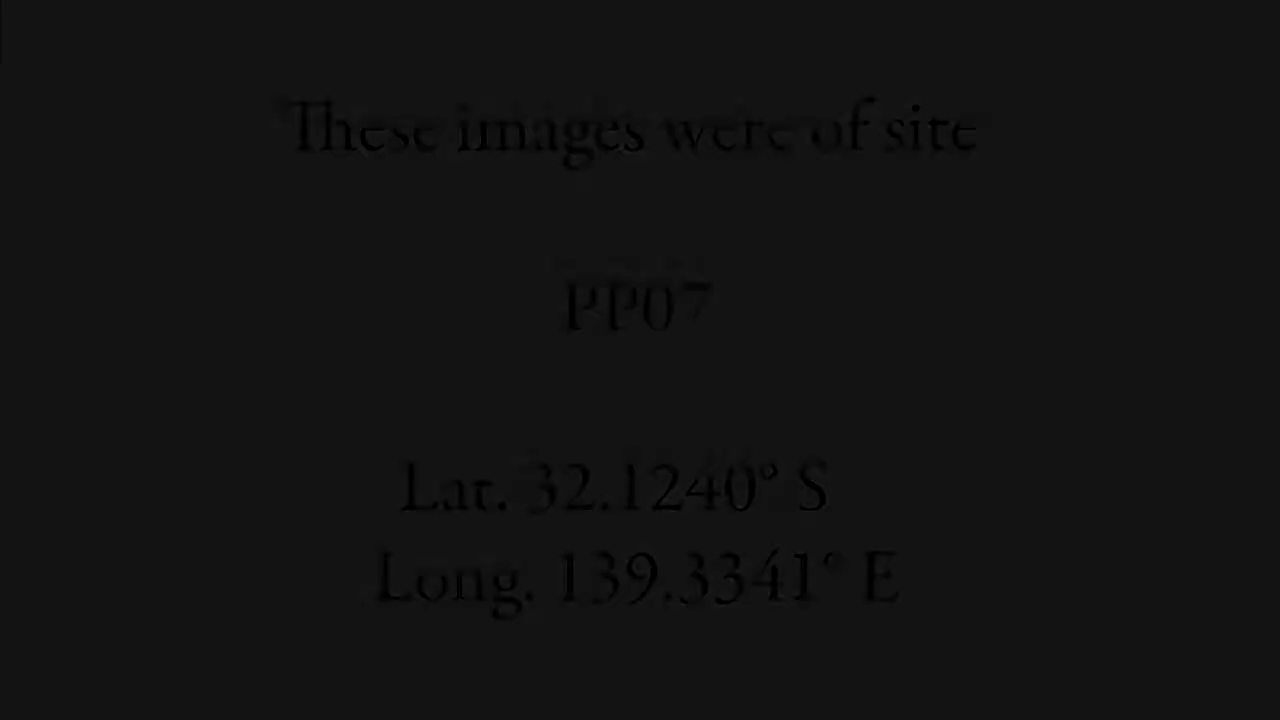 These images were of site
PP07
Lat. 32.1240° S
Long. 139.3341° E